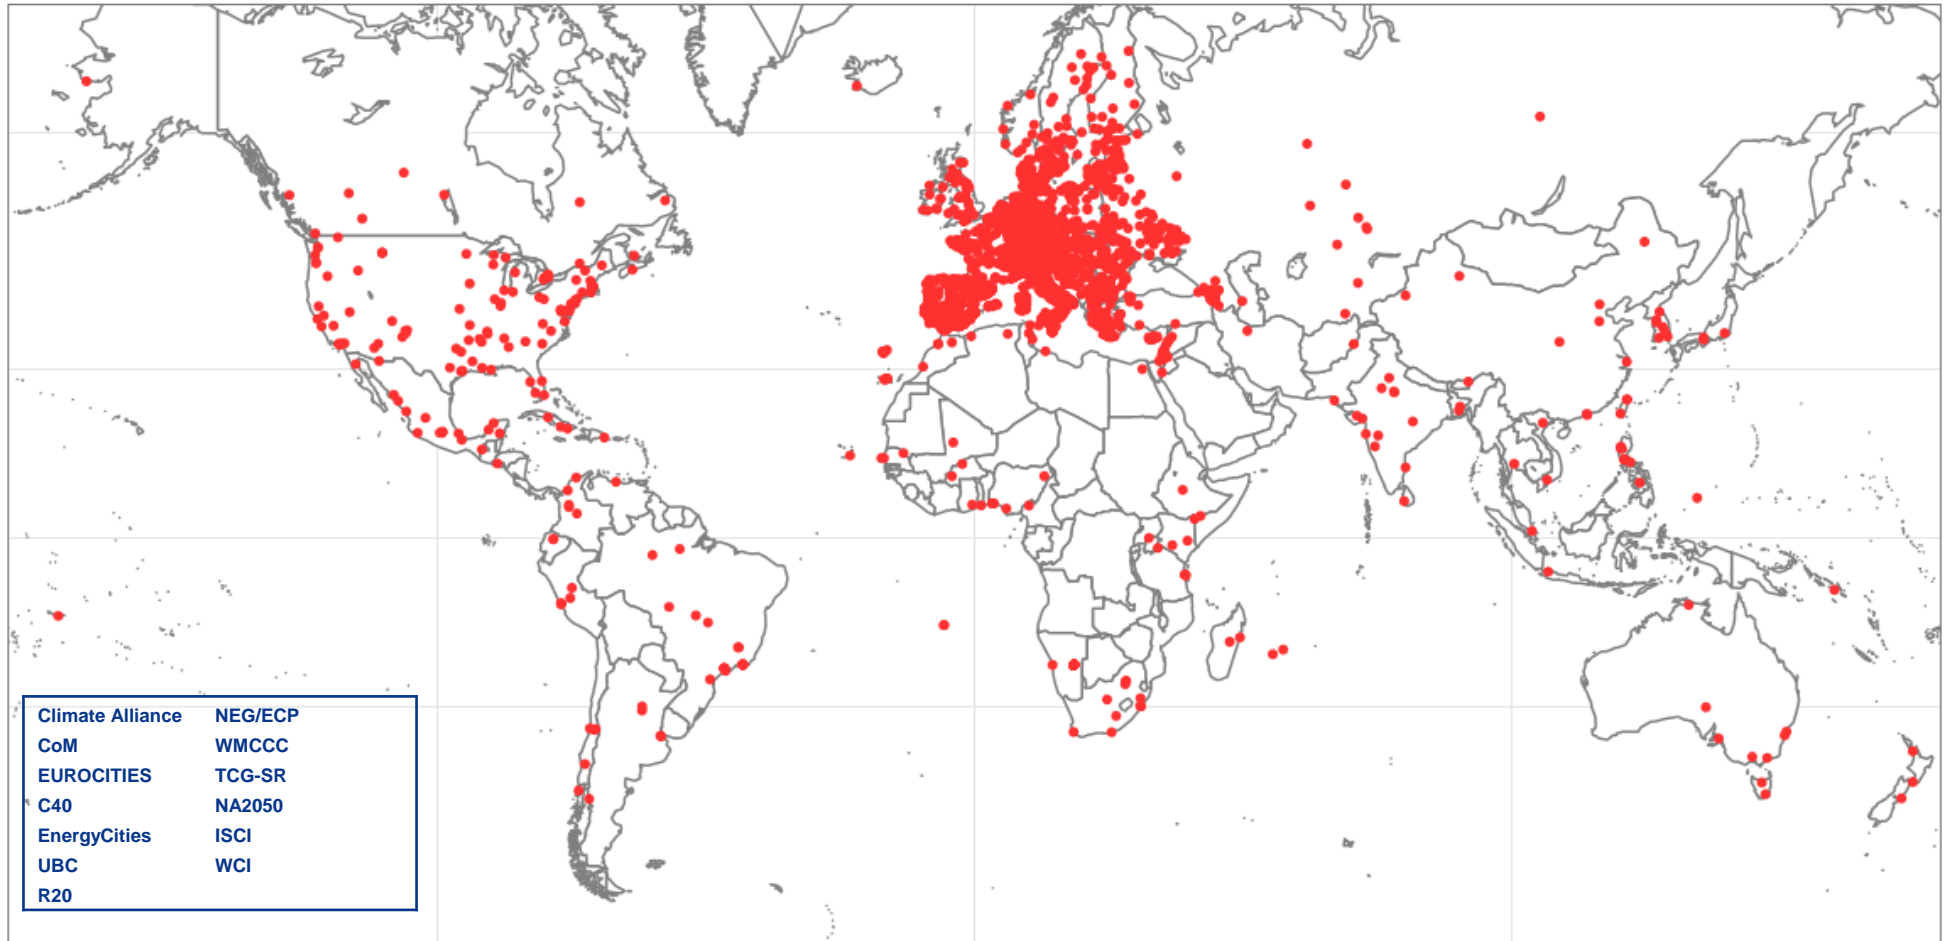 Climate Alliance NEG/ECP
CoM WMCCC
EUROCITIES TCG-SR
C40 NA2050
EnergyCities ISCI
UBC WCI
R20